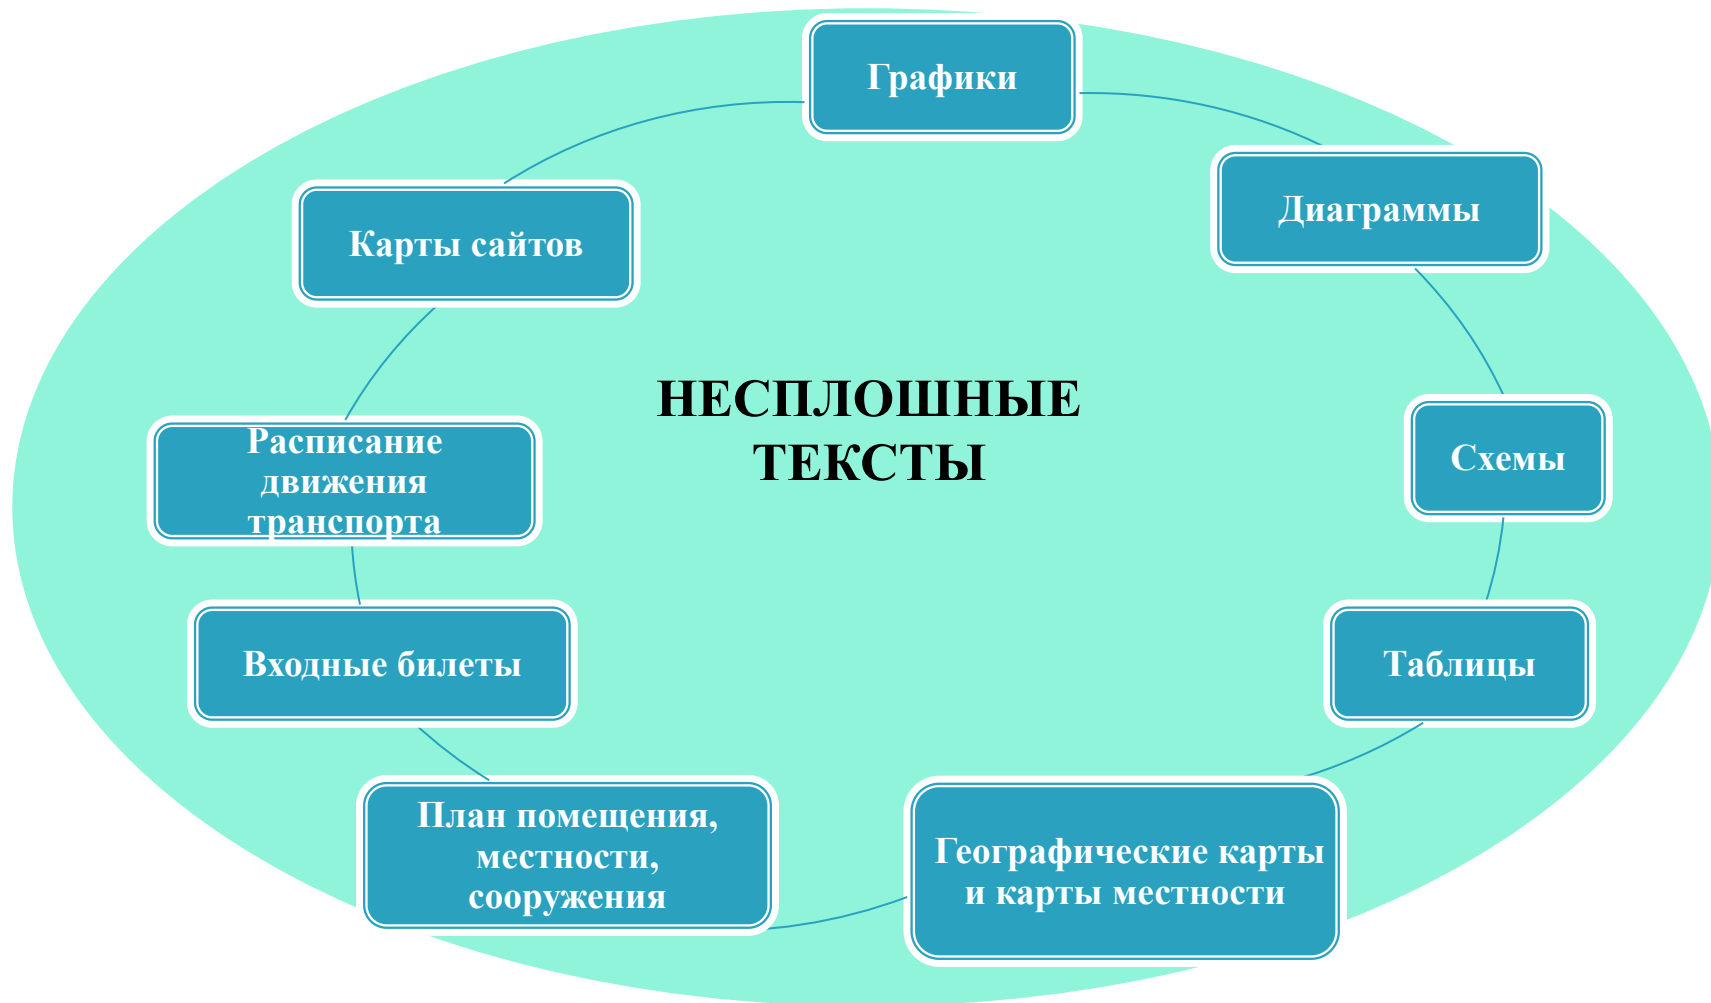 Графики
Диаграммы
Карты сайтов
НЕСПЛОШНЫЕ
ТЕКСТЫ
Расписание
движения
транспорта
Схемы
Входные билеты
Таблицы
План помещения,
местности,
сооружения
Географические карты
и карты местности